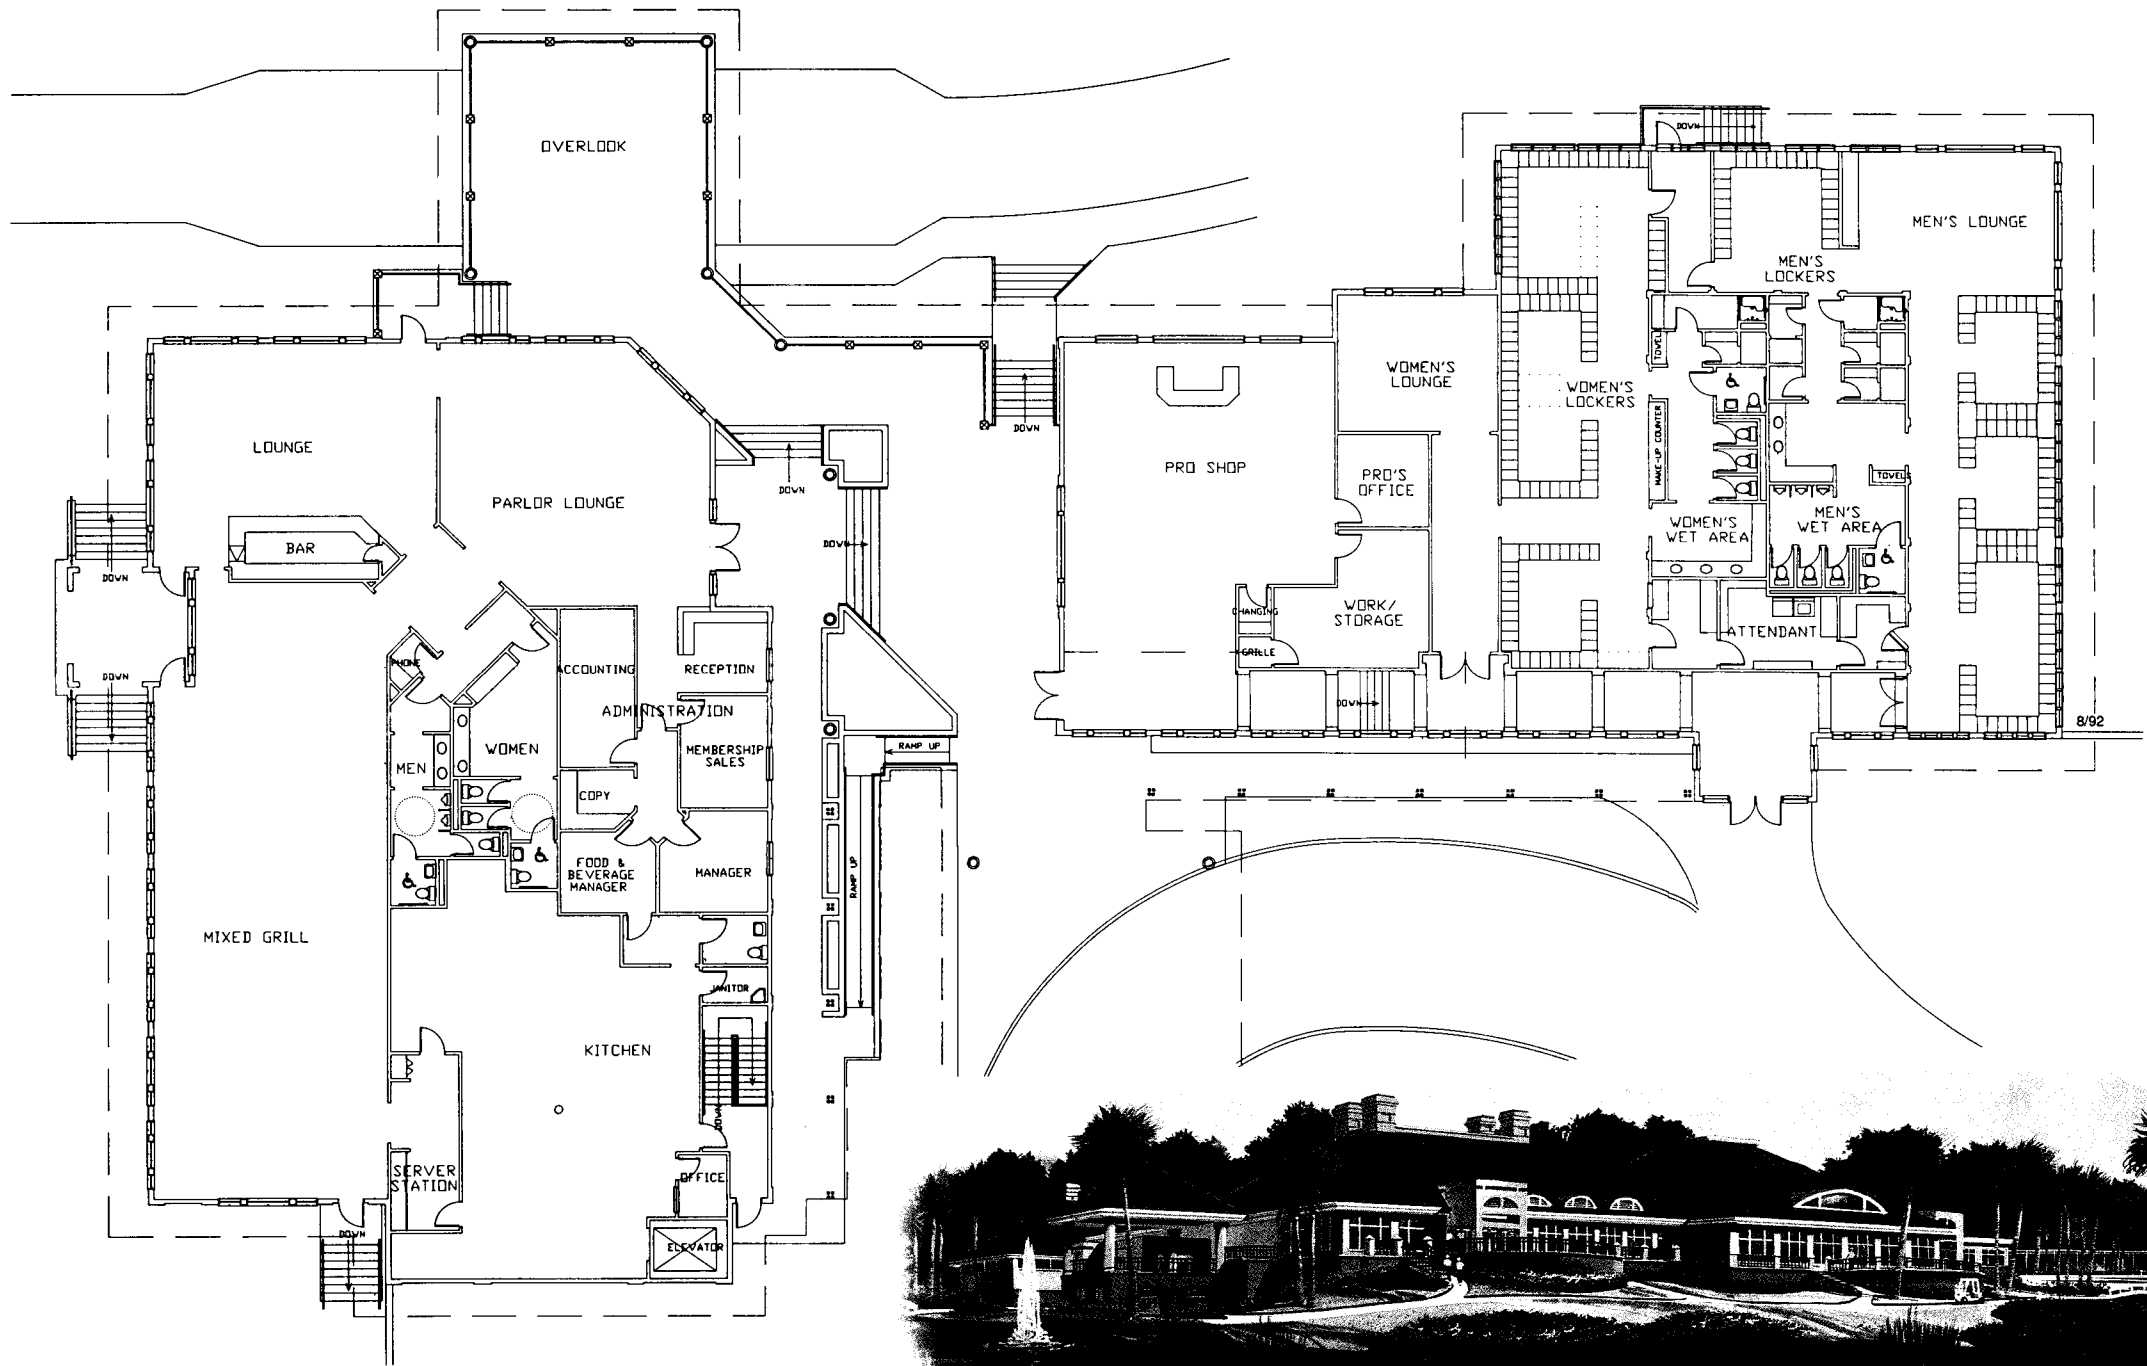 OVERLOOK
DOWN
MEN'S LOUNGE
MEN'S
LOCKERS
TOWEL
WOMEN'S
LOUNGE
WOMEN'S
LOCKERS
MAKE-UP COUNTER
LOUNGE
DOWN
PRO SHOP
PRO'S
OFFICE
TOWEL
PARLOR LOUNGE
DOWN
MEN'S
WET AREA
WOMEN'S
WET AREA
BAR
DOWN
DOWN
CHANGING
WORK/
STORAGE
ATTENDANT
GRILLE
PHONE
ACCOUNTING
RECEPTION
DOWN
ADMINISTRATION
DOWN
8/92
WOMEN
MEMBERSHIP
SALES
RAMP UP
MEN
COPY
FOOD &
BEVERAGE
MANAGER
MANAGER
RAMP UP
MIXED GRILL
JANITOR
KITCHEN
DOWN
SERVER
STATION
OFFICE
DOWN
ELEVATOR